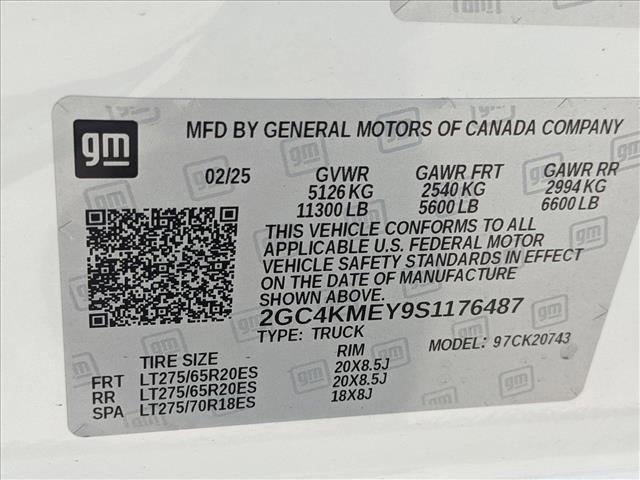 gm
MFD BY GENERAL MOTORS OF CANADA COMPANY
02/25 GVWR GAWR FRT GAWR RR
5126 KG 2540 KG 2994 KG
11300 LB 5600 LB 6600 LB
THIS VEHICLE CONFORMS TO ALL
APPLICABLE U.S. FEDERAL MOTOR
VEHICLE SAFETY STANDARDS IN EFFECT
ON THE DATE OF MANUFACTURE
SHOWN ABOVE.
2GC4KMEY9S1176487
TYPE: TRUCK MODEL: 97CK20743
TIRE SIZE RIM
FRT LT275/65R20ES 20X8.5J
RR LT275/65R20ES 20X8.5J
SPA LT275/70R18ES 18X8J